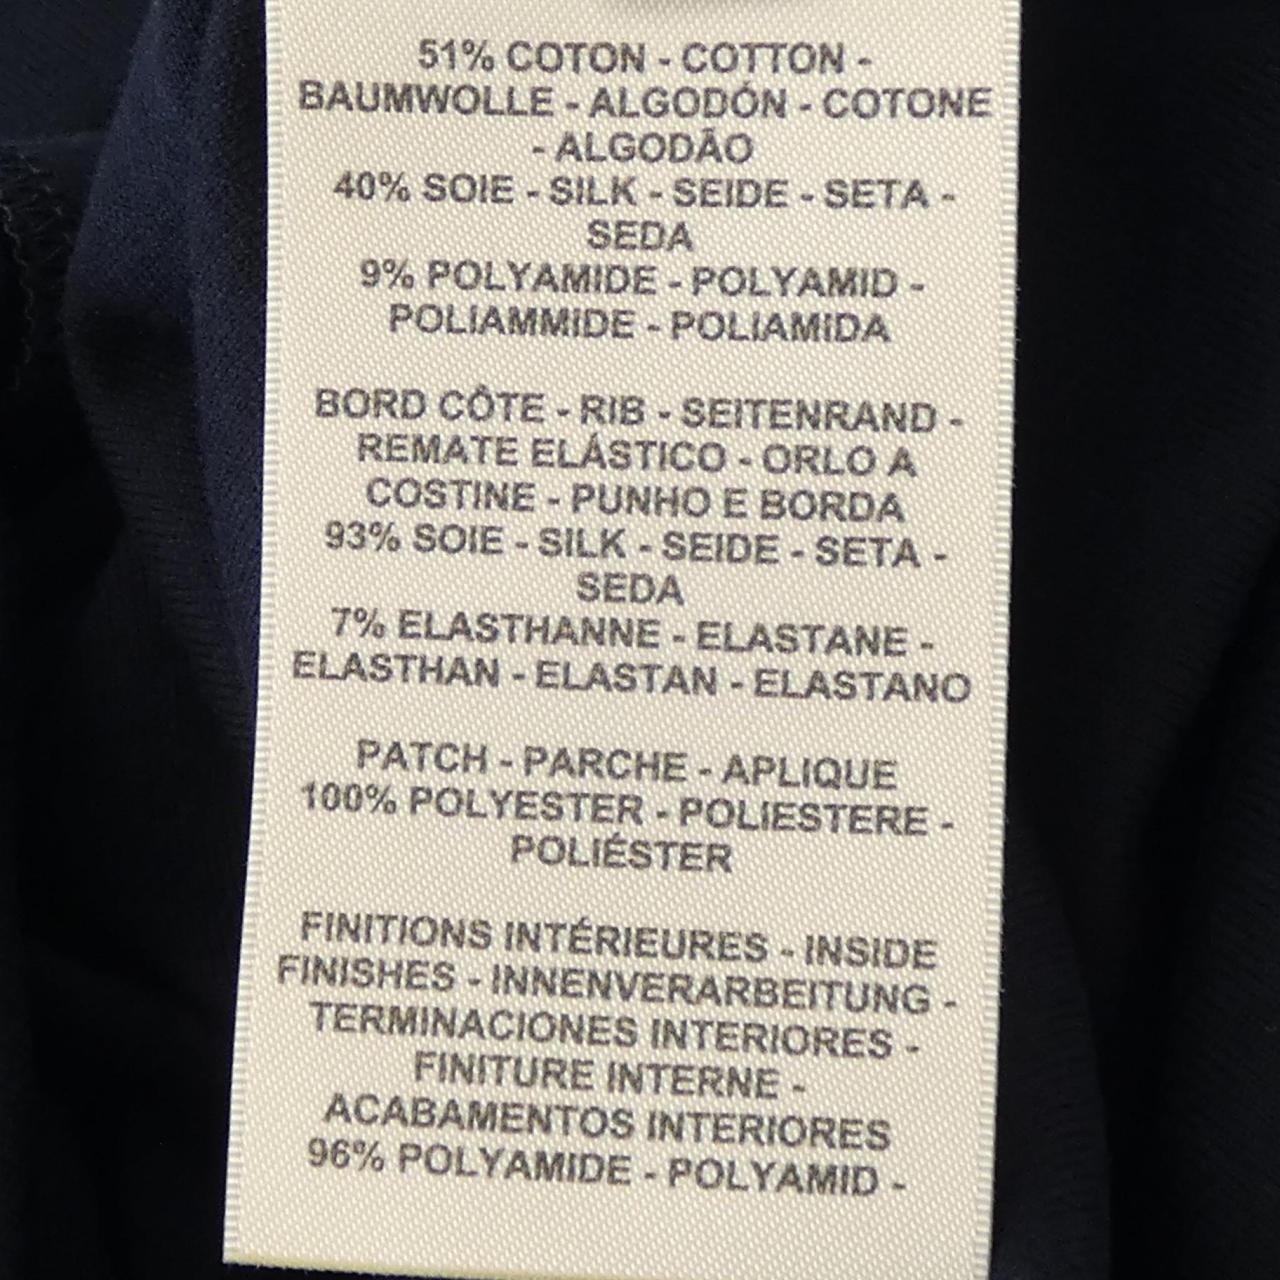 51% COTON - COTTON -
BAUMWOLLE - ALGODÓN - COTONE
- ALGODÃO
40% SOIE - SILK - SEIDE - SETA -
SEDA
9% POLYAMIDE - POLYAMID -
POLIAMMIDE - POLIAMIDA
BORD CÔTE - RIB - SEITENRAND -
REMATE ELÁSTICO - ORLO A
COSTINE - PUNHO E BORDA
93% SOIE - SILK - SEIDE - SETA -
SEDA
7% ELASTHANNE - ELASTANE -
ELASTHAN - ELASTAN - ELASTANO
PATCH - PARCHE - APLIQUE
100% POLYESTER - POLIESTERE -
POLIÉSTER
FINITIONS INTÉRIEURES - INSIDE
FINISHES - INNENVERARBEITUNG -
TERMINACIONES INTERIORES -
FINITURE INTERNE -
ACABAMENTOS INTERIORES
96% POLYAMIDE - POLYAMID -